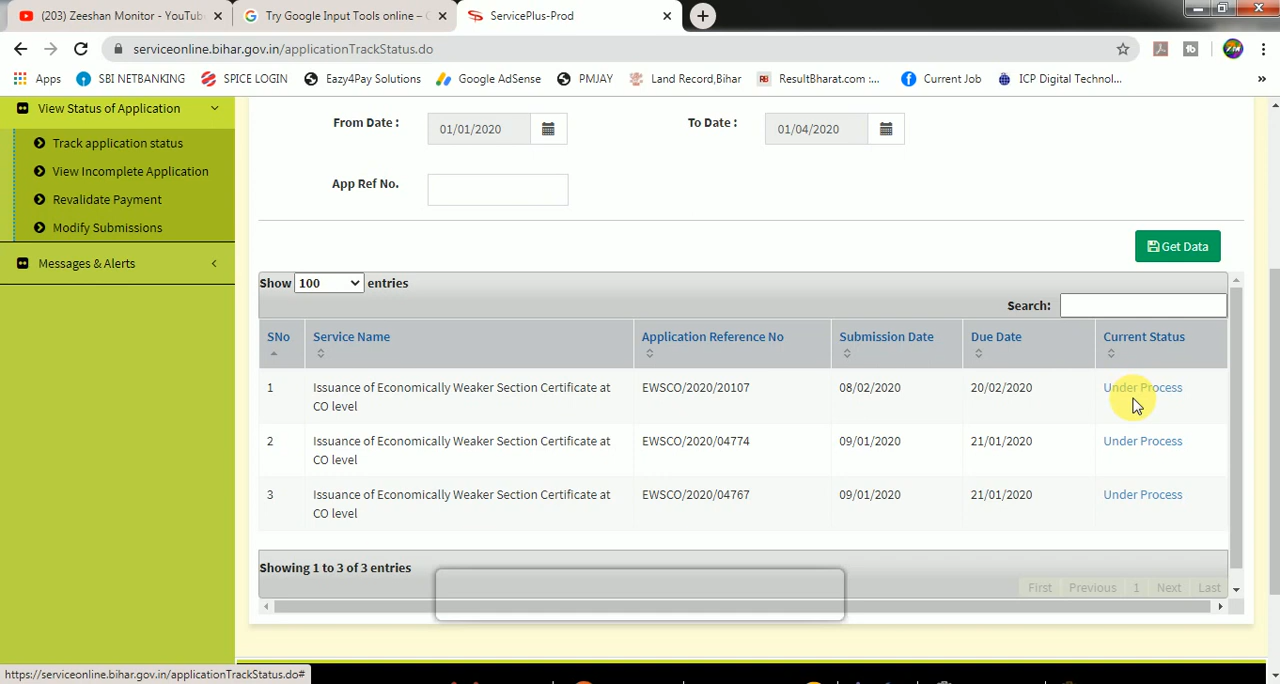 (203) Zeeshan Monitor - YouTub
Try Google Input Tools online –
ServicePlus-Prod
serviceonline.bihar.gov.in/applicationTrackStatus.do
Apps
SBI NETBANKING
SPICE LOGIN
Eazy4Pay Solutions
Google AdSense
PMJAY
Land Record.Bihar
ResultBharat.com :...
Current Job
ICP Digital Technol...
View Status of Application
Track application status
View Incomplete Application
Revalidate Payment
Modify Submissions
Messages & Alerts
From Date : 01/01/2020 To Date : 01/04/2020
App Ref No.
Get Data
Show 100 entries
Search:
SNo Service Name Application Reference No Submission Date Due Date Current Status
1 Issuance of Economically Weaker Section Certificate at EWSCO/2020/20107 08/02/2020 20/02/2020 Under Process
CO level
2 Issuance of Economically Weaker Section Certificate at EWSCO/2020/04774 09/01/2020 21/01/2020 Under Process
CO level
3 Issuance of Economically Weaker Section Certificate at EWSCO/2020/04767 09/01/2020 21/01/2020 Under Process
CO level
Showing 1 to 3 of 3 entries
First Previous 1 Next Last
https://serviceonline.bihar.gov.in/applicationTrackStatus.do#